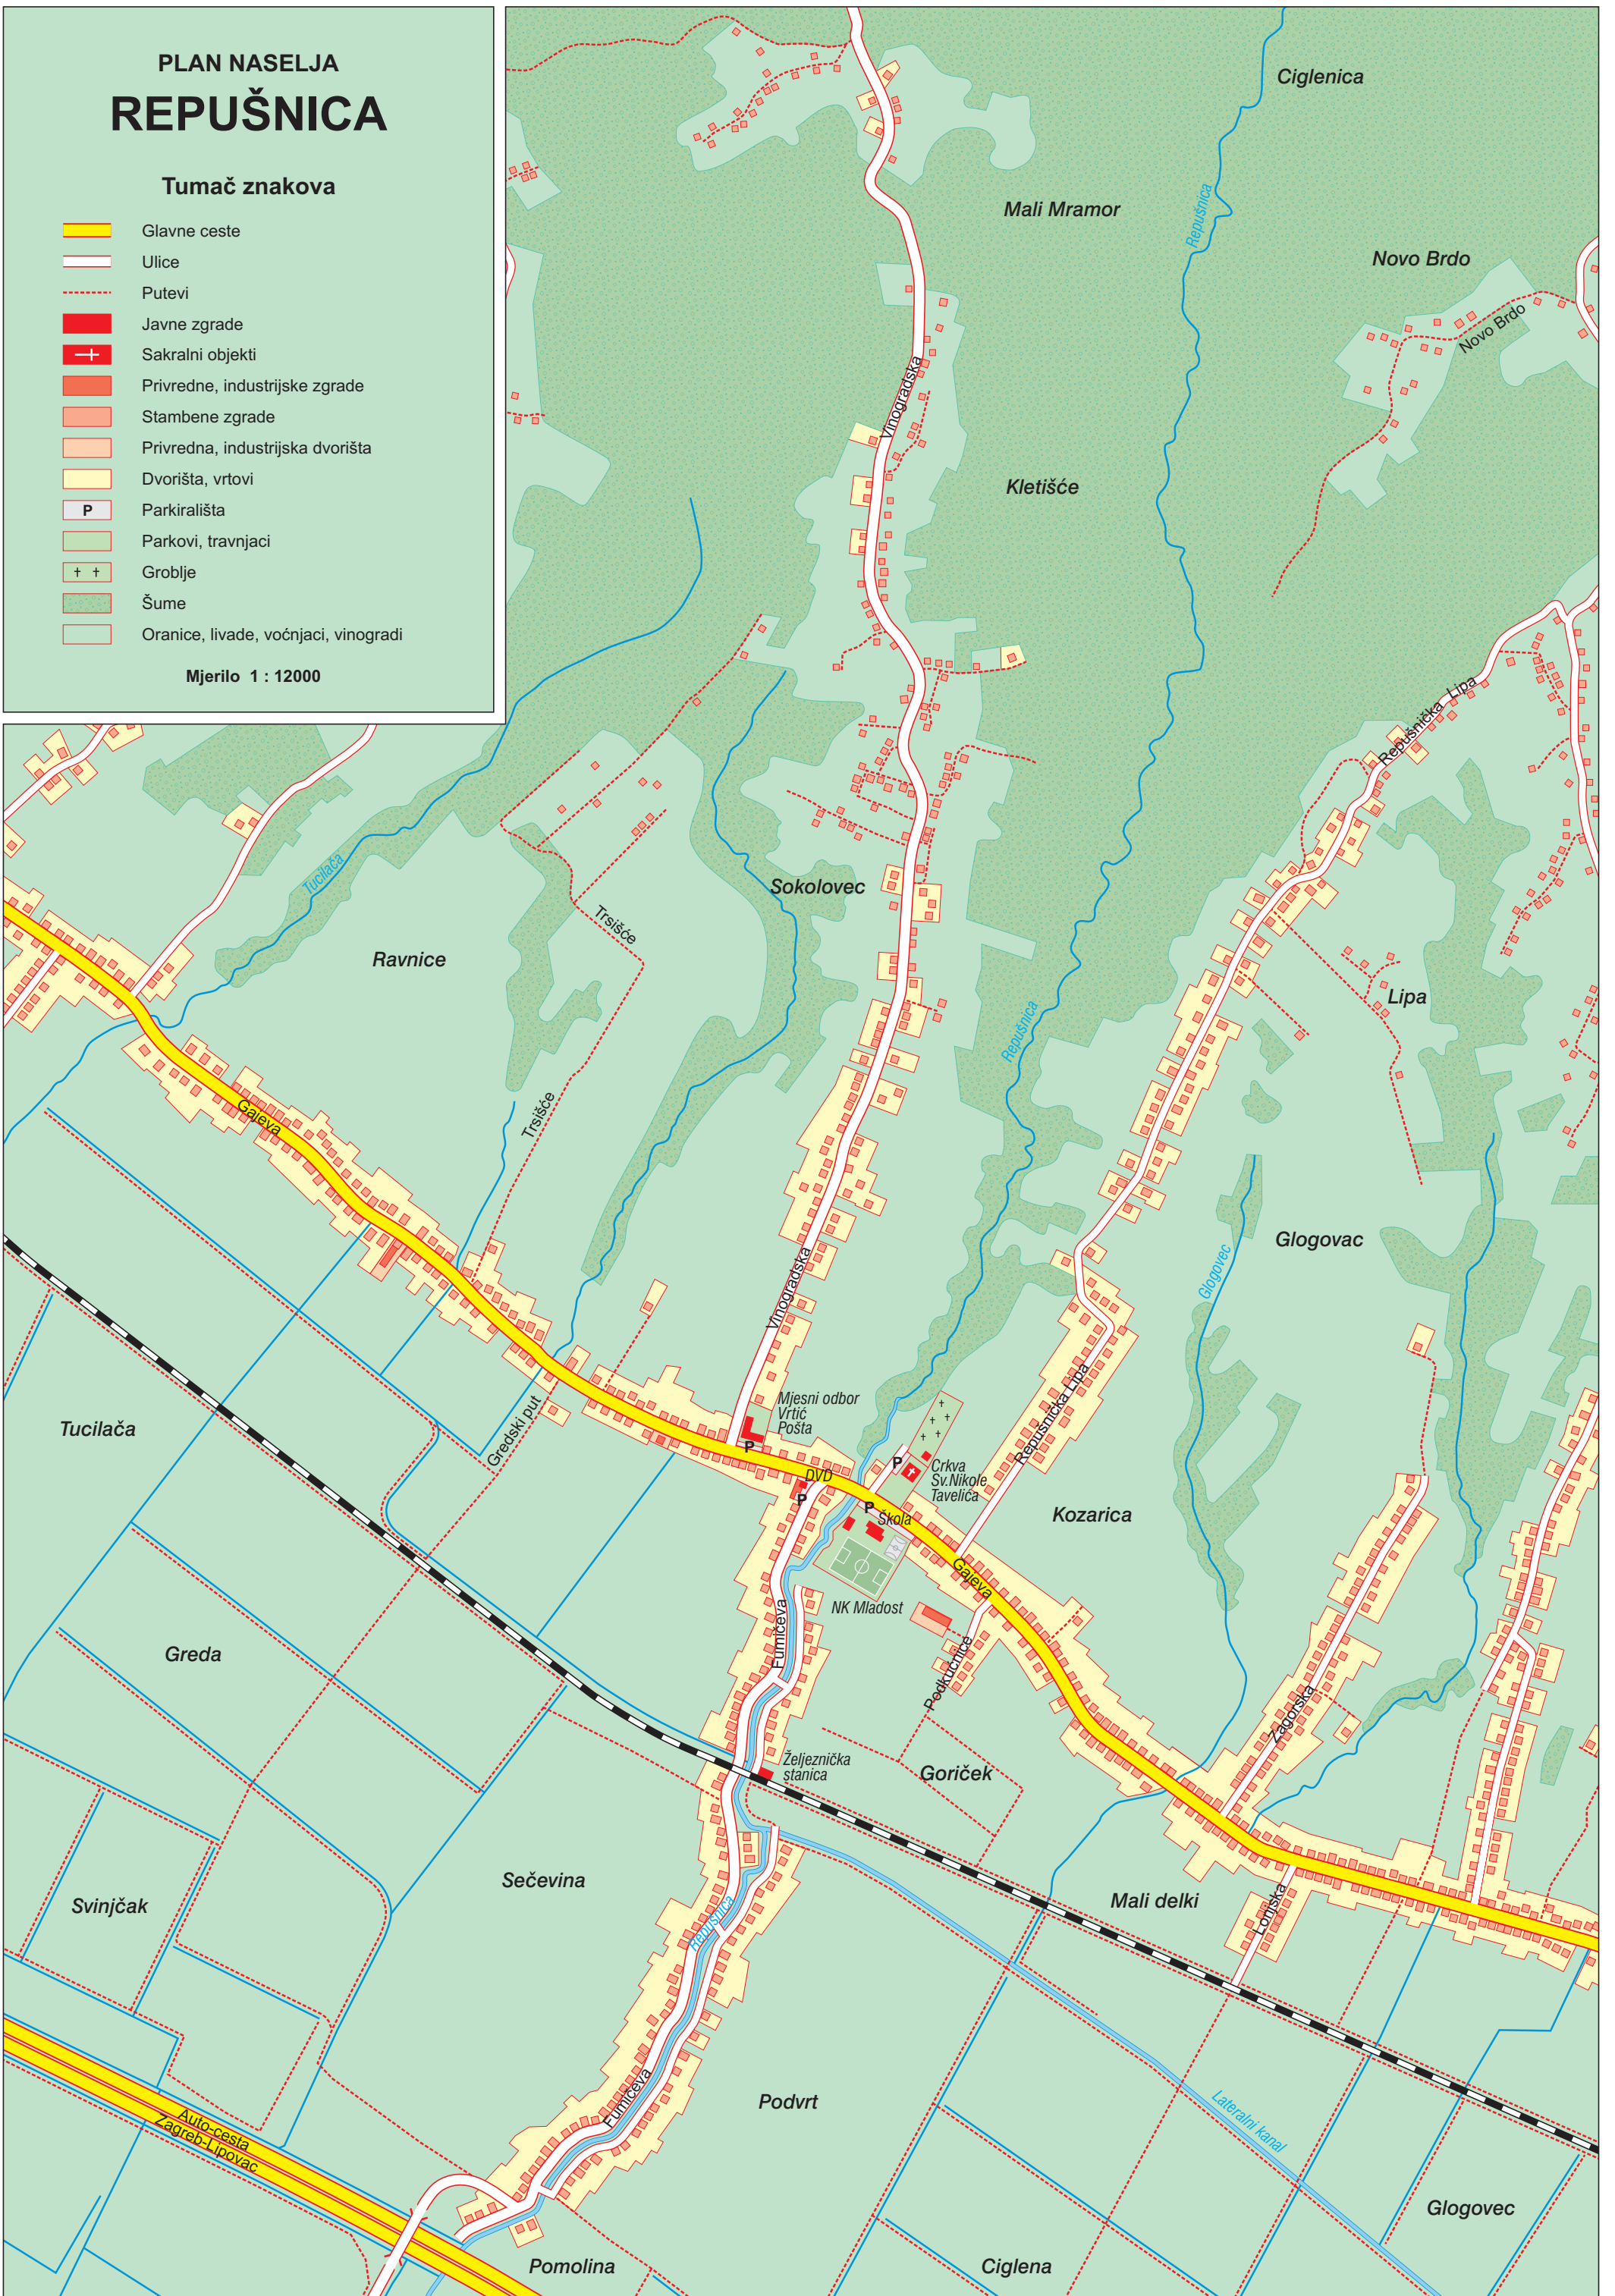 PLAN NASELJA
REPUŠNICA
Tumač znakova
Glavne ceste
Ulice
Putevi
Javne zgrade
Sakralni objekti
Privredne, industrijske zgrade
Stambene zgrade
Privredna, industrijska dvorišta
Dvorišta, vrtovi
P
Parkirališta
Parkovi, travnjaci
Groblje
Šume
Oranice, livade, voćnjaci, vinogradi
Mjerilo 1 : 12000
Ciglenica
Mali Mramor
Repušnica
Novo Brdo
Novo Brdo
Vinogradska
Kletišće
Repušnička Lipa
Tucilača
Sokolovec
Trsišće
Ravnice
Lipa
Repušnica
Gajeva
Trsišće
Glogovac
Glogovec
Vinogradska
Repušnička Lipa
Mjesni odbor
Vrtić
Pošta
P
Tucilača
Gredski put
DVD
P
P
Crkva
Sv.Nikole
Tavelića
P
Škola
Kozarica
Gajeva
NK Mladost
Fumićeva
Greda
Podkućnice
Zagorska
Željeznička
stanica
Goriček
Sečevina
Svinjčak
Mali delki
Lonjska
Repušnica
Fumićeva
Podvrt
Auto-cesta
Zagreb-Lipovac
Lateralni kanal
Glogovec
Pomolina
Ciglena